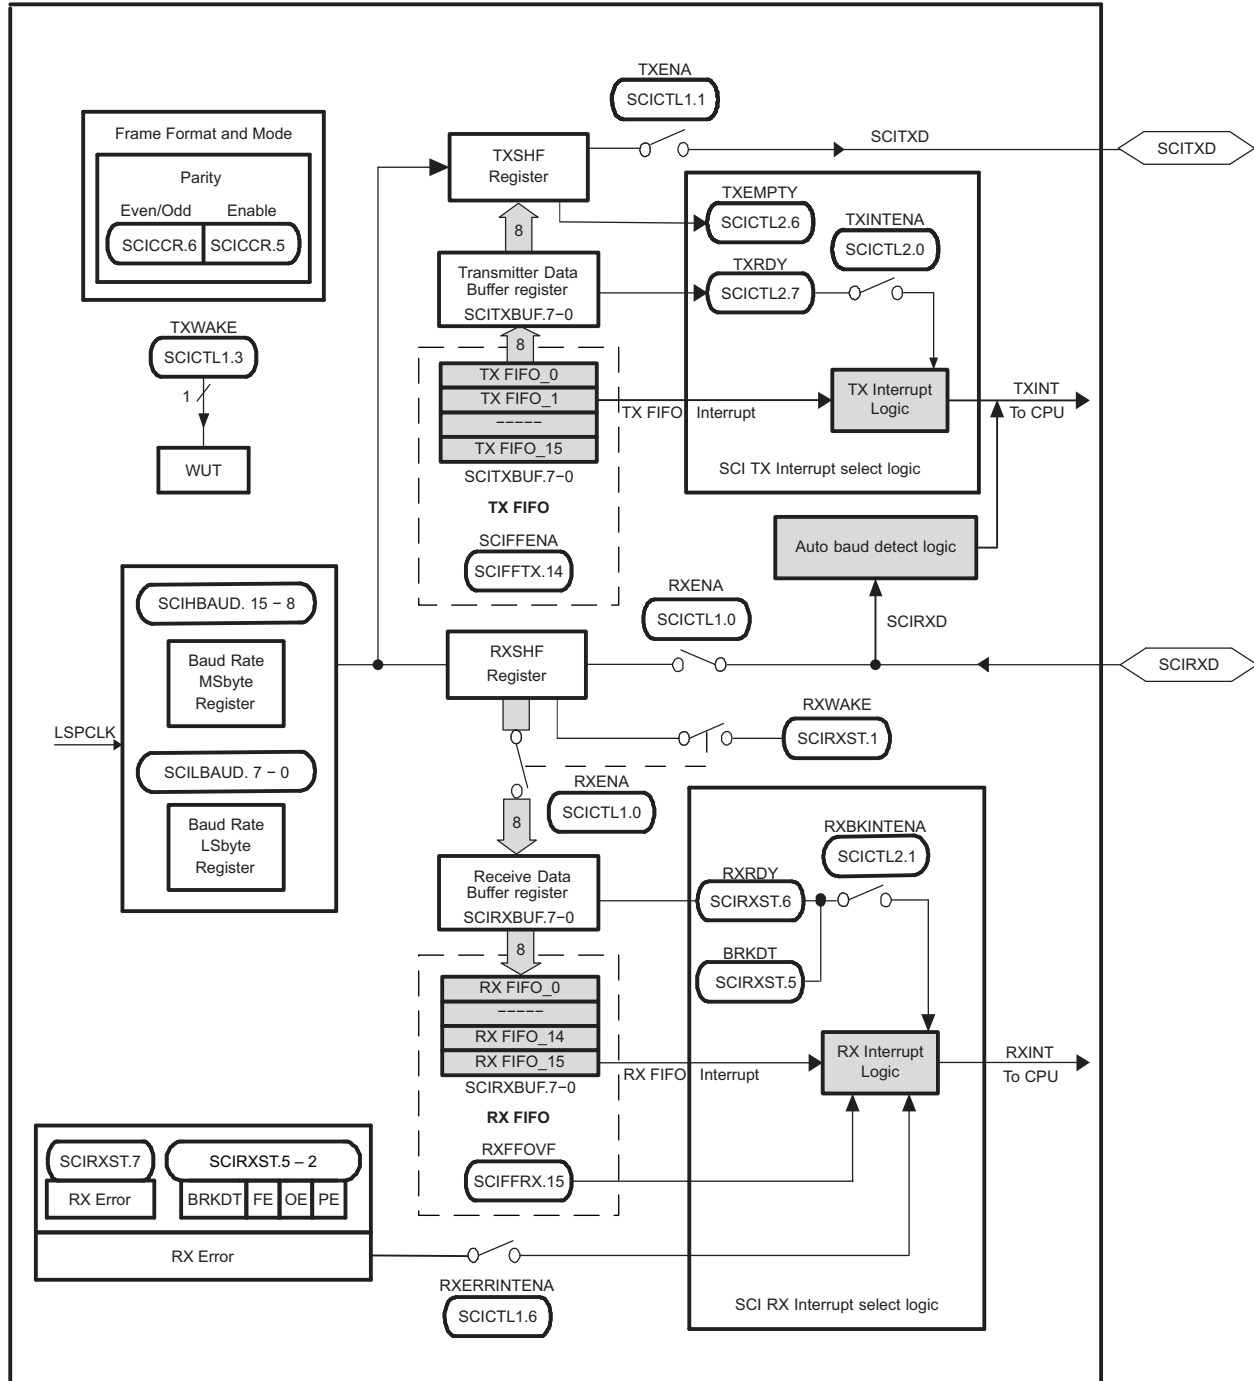 TXENA
SCICTL1.1
Frame Format and Mode
Parity
Even/Odd Enable
SCICCR.6 SCICCR.5
TXSHF
Register
SCITXD
SCITXD
8
TXEMPTY
SCICTL2.6
TXINTENA
SCICTL2.0
Transmitter Data
Buffer register
SCITXBUF.7−0
TXRDY
SCICTL2.7
TXWAKE
SCICTL1.3
1
WUT
8
TX FIFO_0
TX FIFO_1
−−−−−
TX FIFO_15
SCITXBUF.7−0
TX FIFO
SCIFFENA
SCIFFTX.14
TX FIFO Interrupt
TX Interrupt
Logic
TXINT
To CPU
SCI TX Interrupt select logic
Auto baud detect logic
SCIHBAUD. 15 − 8
Baud Rate
MSbyte
Register
LSPCLK
SCILBAUD. 7 − 0
Baud Rate
LSbyte
Register
RXENA
SCICTL1.0
SCIRXD
RXSHF
Register
SCIRXD
RXWAKE
SCIRXST.1
RXENA
SCICTL1.0
8
RXBKINTENA
SCICTL2.1
Receive Data
Buffer register
SCIRXBUF.7−0
RXRDY
SCIRXST.6
BRKDT
SCIRXST.5
8
RX FIFO_0
−−−−−
RX FIFO_14
RX FIFO_15
SCIRXBUF.7−0
RX FIFO
RXFFOVF
SCIFFRX.15
RX FIFO Interrupt
RX Interrupt
Logic
RXINT
To CPU
SCIRXST.7 SCIRXST.5 – 2
RX Error BRKDT FE OE PE
RX Error
RXERRINTENA
SCICTL1.6
SCI RX Interrupt select logic